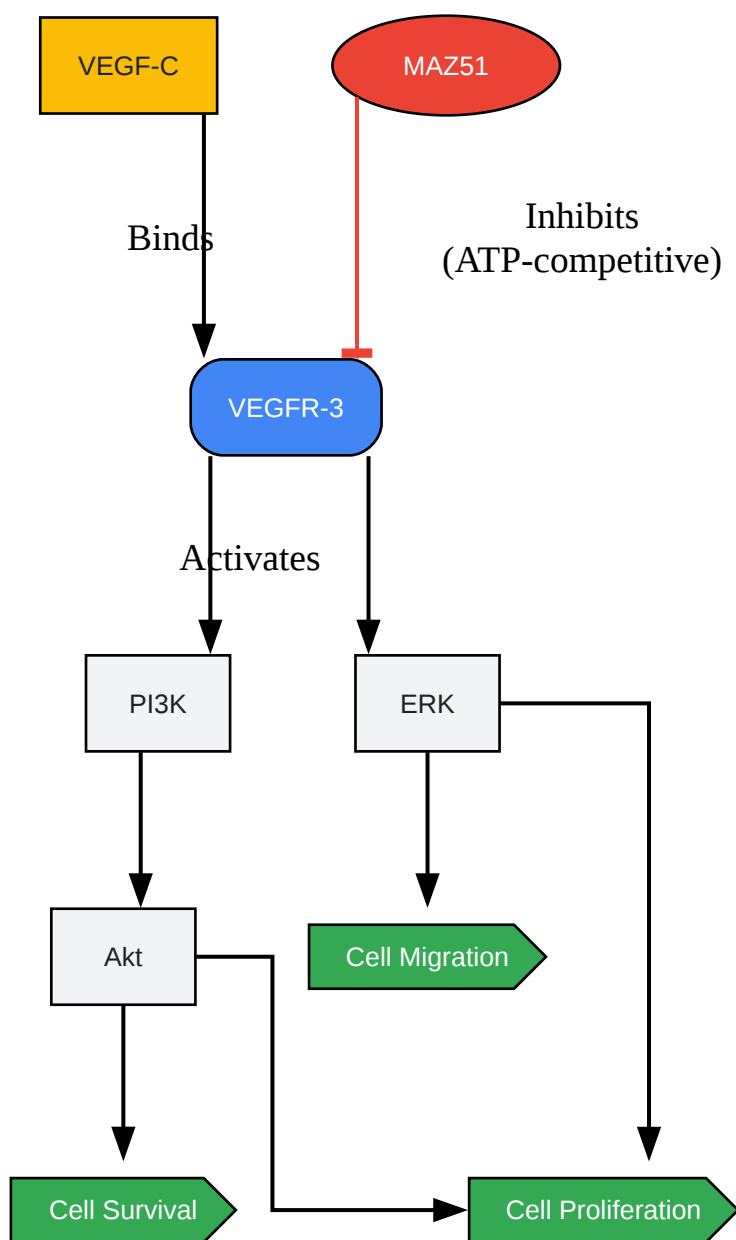 VEGF-C
MAZ51
Binds
Inhibits
(ATP-competitive)
VEGFR-3
Activates
PI3K
ERK
Akt
Cell Migration
Cell Survival
Cell Proliferation